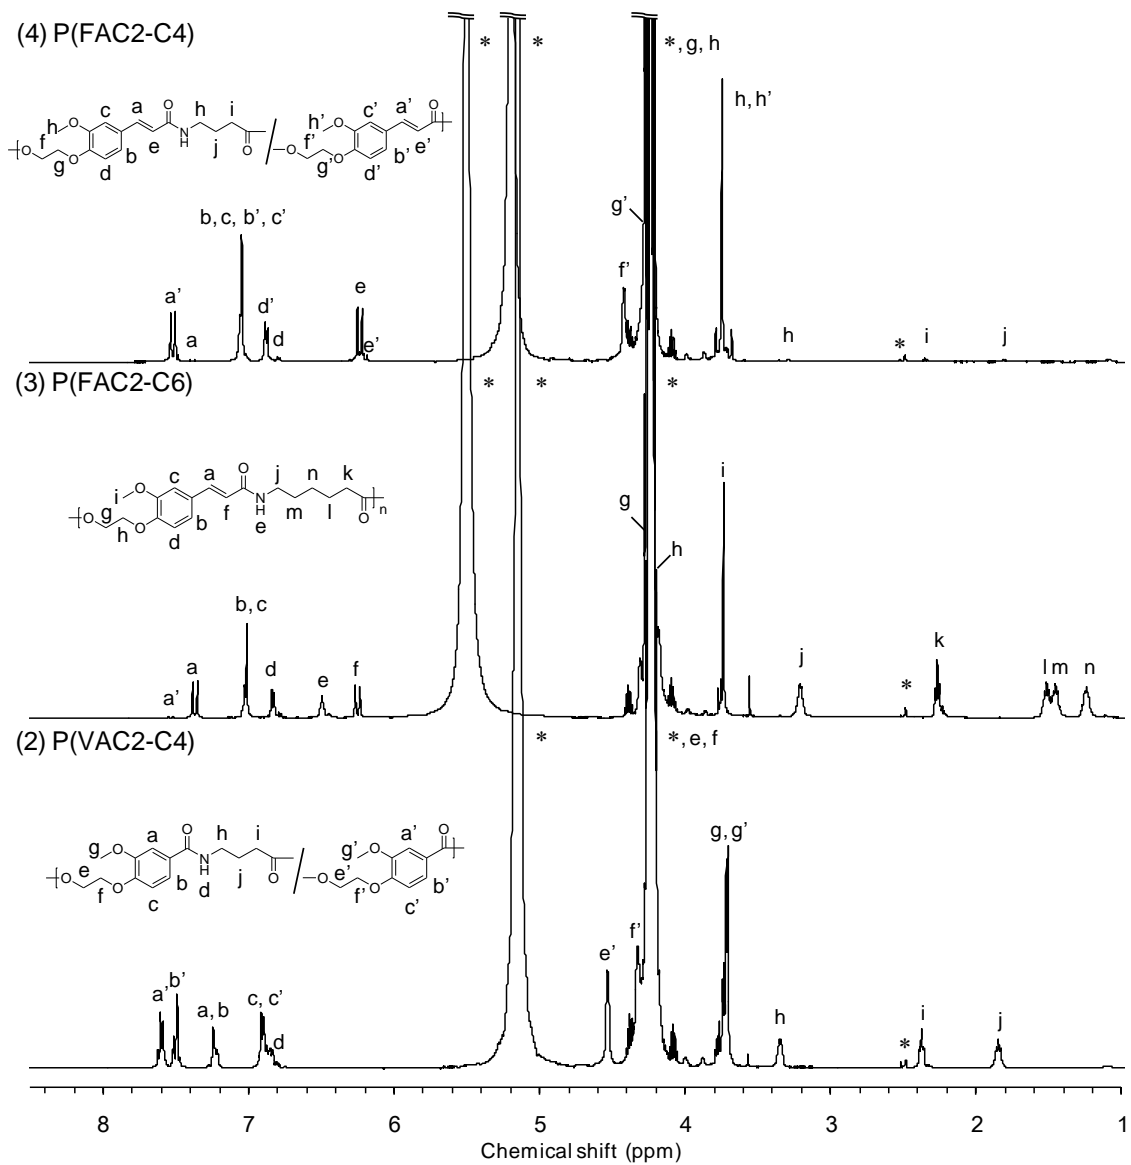 (4) P(FAC2-C4)
* * *, g, h
h, h'
h O c a O N H h i O j e b d g f O
h' O c' a' O b' e' d' g' f' O
b, c, b', c'
g'
f'
a' a d' d e e' h * i j
(3) P(FAC2-C6)
* * *
i O c a O N H j n k O n l m e f b d h g O
i
g
h
b, c
a' a d e f j * k l m n
(2) P(VAC2-C4)
* *, e, f
g O a O N H h i O j d b c f e O
g' O a' O b' c' f' e' O
g, g'
f'
e'
a' b' a, b c, c' d h * i j
8 7 6 5 4 3 2 1
Chemical shift (ppm)